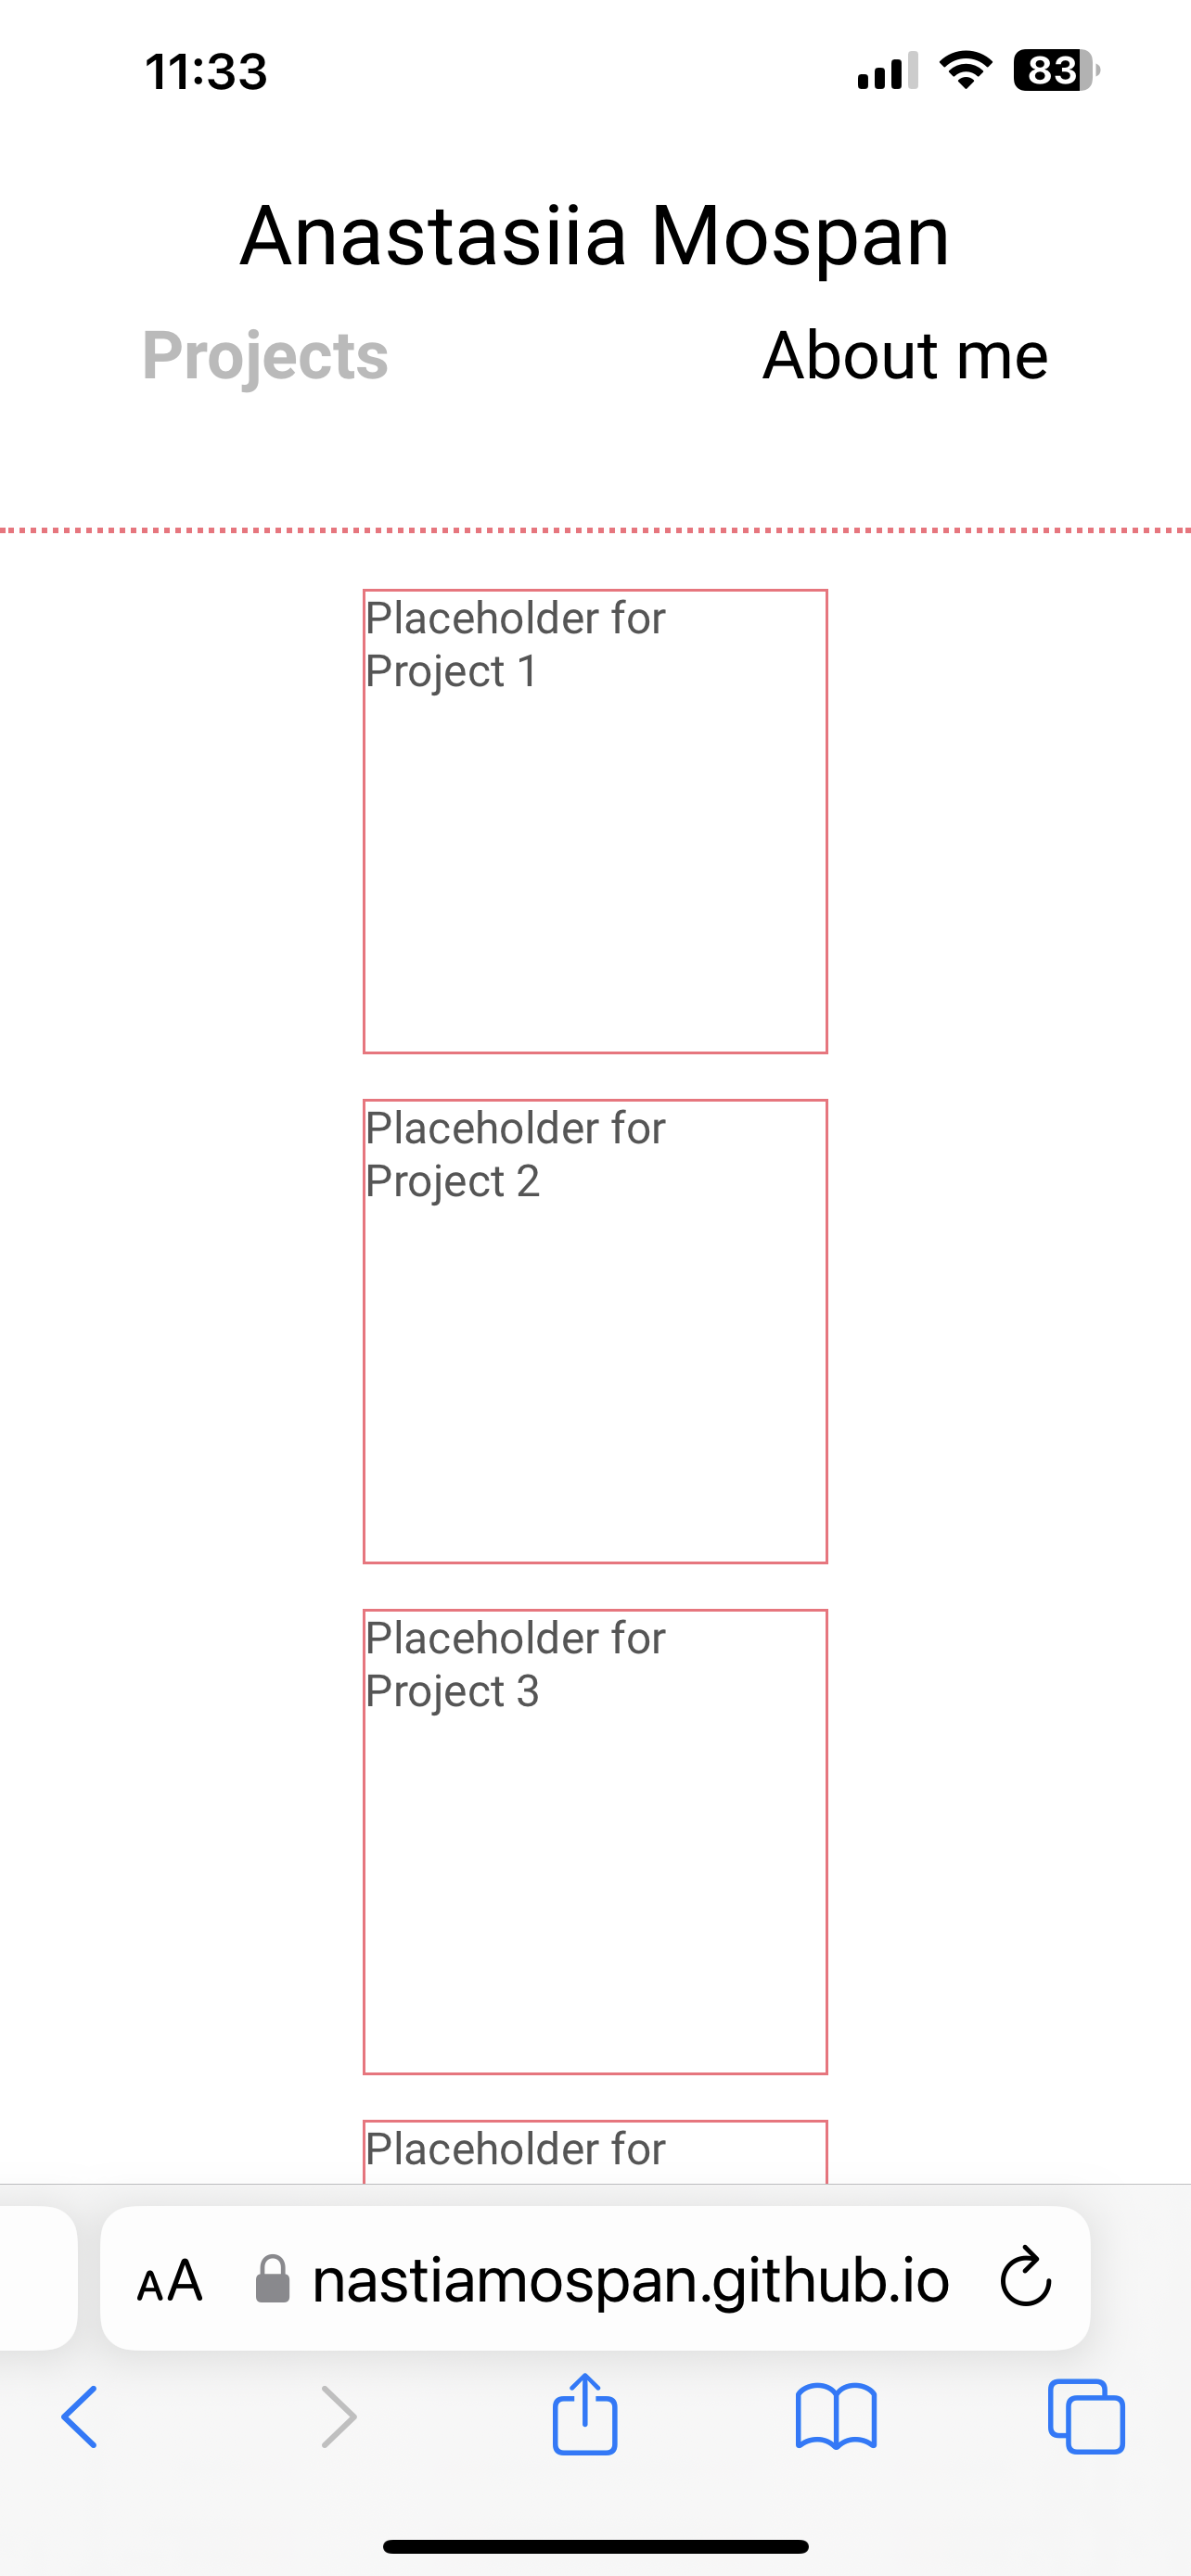 11:33
83
Anastasiia Mospan
Projects
About me
Placeholder for
Project 1
Placeholder for
Project 2
Placeholder for
Project 3
Placeholder for
AA
nastiamospan.github.io